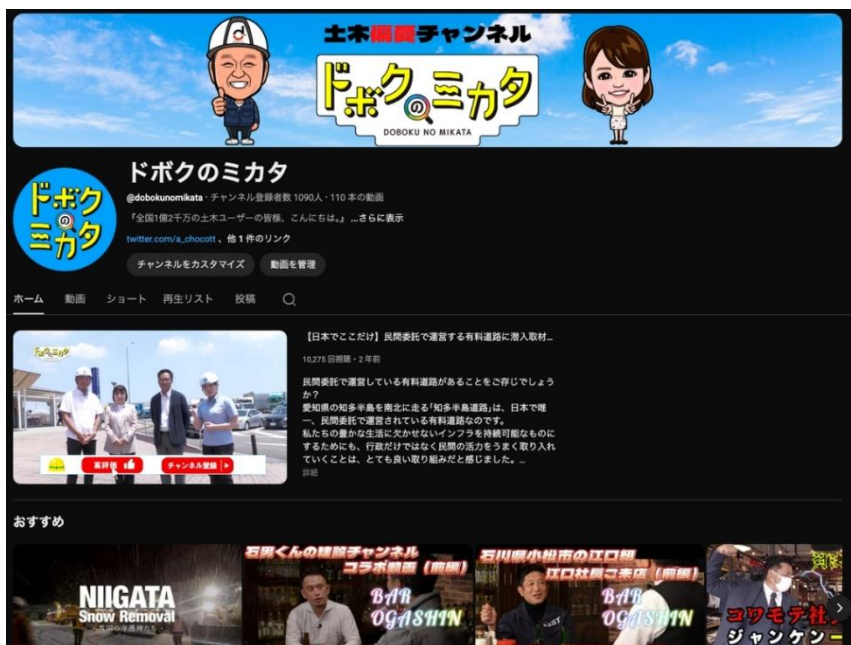 土木偏愛チャンネル
ドボクのミカタ
DOBOKU NO MIKATA
ドボクのミカタ
ドボクのミカタ
@dobokunomikata · チャンネル登録者数 1090人 · 110 本の動画
『全国1億2千万の土木ユーザーの皆様、こんにちは。』 ...さらに表示
twitter.com/a_chocott 、他 1 件のリンク
チャンネルをカスタマイズ
動画を管理
ホーム 動画 ショート 再生リスト 投稿
ドボクのミカタ
高評価
チャンネル登録
【日本でここだけ】民間委託で運営する有料道路に潜入取材...
10,275 回視聴 · 2 年前
民間委託で運営している有料道路があることをご存じでしょう
か?
愛知県の知多半島を南北に走る「知多半島道路」は、日本で唯
一、民間委託で運営されている有料道路なのです。
私たちの豊かな生活に欠かせないインフラを持続可能なものに
するためにも、行政だけではなく民間の活力をうまく取り入れ
ていくことは、とても良い取り組みだと感じました。...
詳細
おすすめ
NIIGATA
Snow Removal
石男くんの建設チャンネル
コラボ動画(前編)
BAR
OGASHIN
石川県小松市の江口組
江口社長ご来店(前編)
BAR
OGASHIN
コワモテ社
ジャンケン